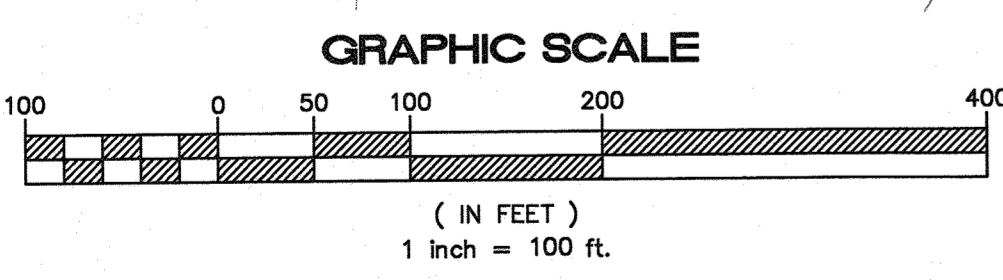 GRAPHIC SCALE
100 0 50 100 200 400
( IN FEET )
1 inch = 100 ft.